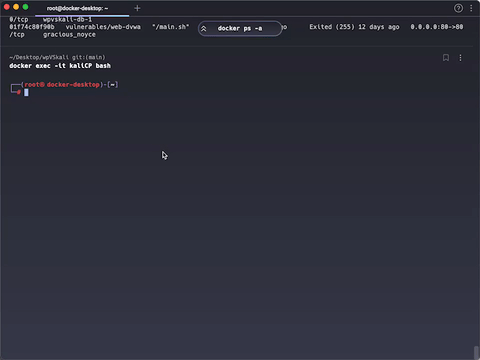 root@docker-desktop: ~
0/tcp wpvskali-db-1
01f74c80f90b vulnerables/web-dvwa "/main.sh" Exited (255) 12 days ago 0.0.0.0:80->80
/tcp gracious_noyce
docker ps -a
~/Desktop/wpVSkali git:(main)
docker exec -it kaliCP bash
┌──(root㉿docker-desktop)-[~]
└─#